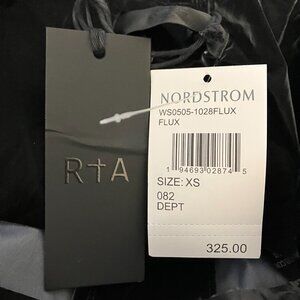 R†A
NORDSTROM
WS0505-1028FLUX
FLUX
1 94693 02874 5
SIZE: XS
082
DEPT
325.00